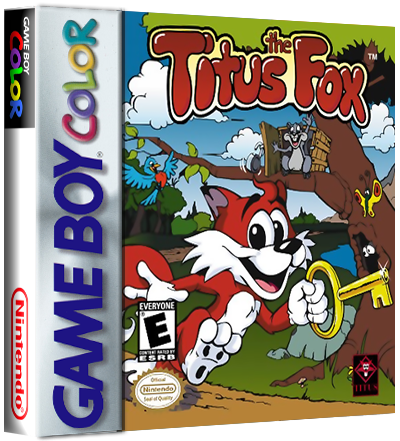 GAME BOY
COLOR
Nintendo
GAME BOY COLOR
the
Titus Fox
TM
EVERYONE
E
CONTENT RATED BY
ESRB
Official
Nintendo
Seal of Quality
TITUS